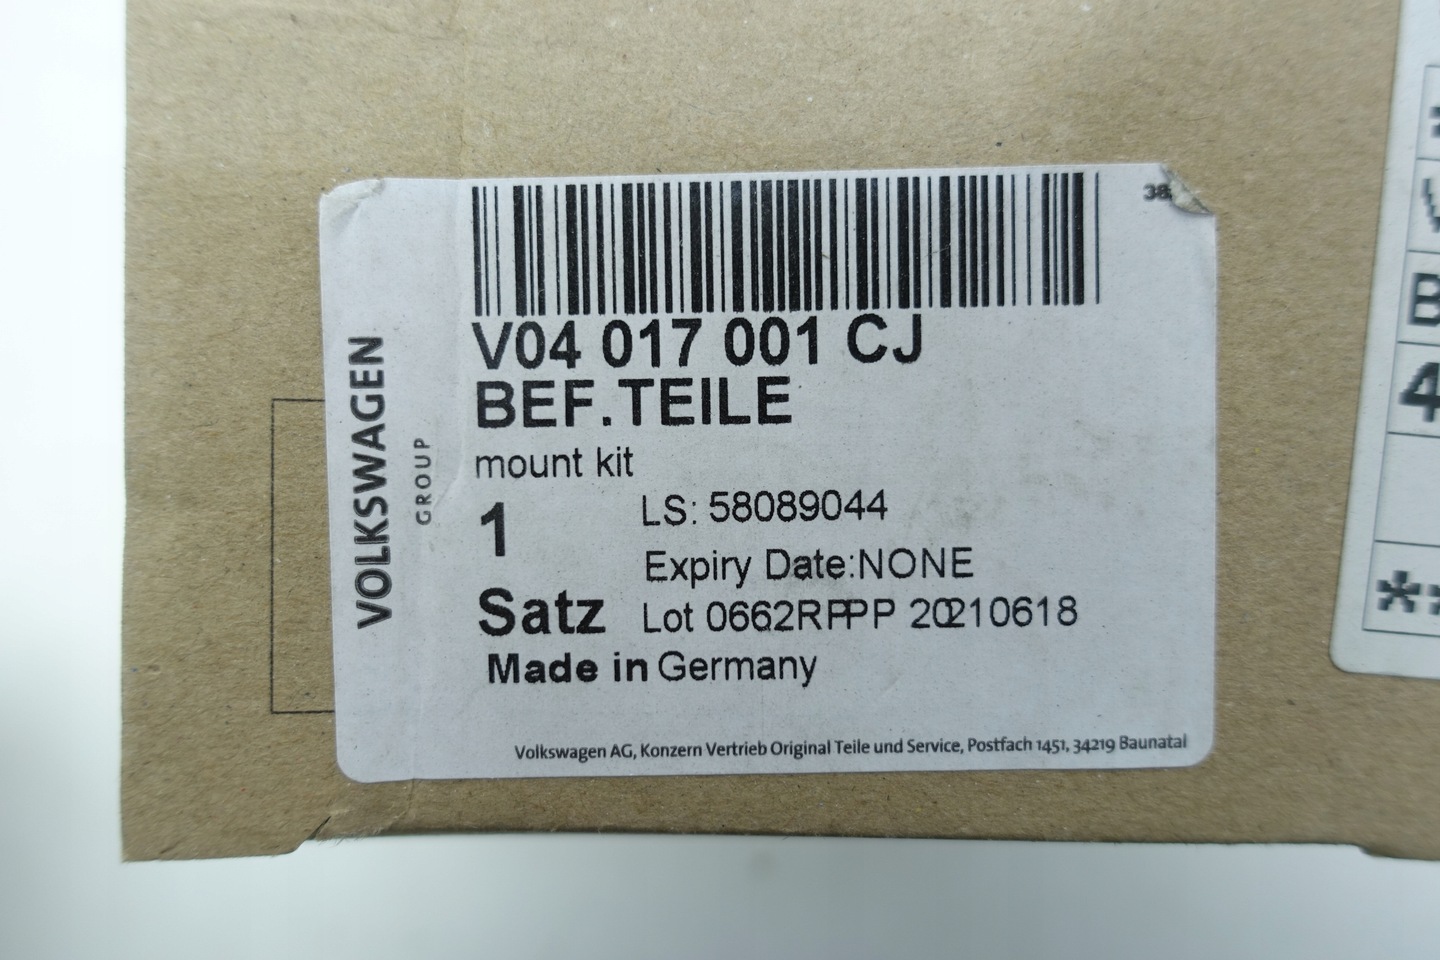 VOLKSWAGEN
GROUP
V04 017 001 CJ
BEF.TEILE
mount kit
1
LS: 58089044
Expiry Date:NONE
Satz
Lot 0662RPPP 20210618
Made in Germany
Volkswagen AG, Konzern Vertrieb Original Teile und Service, Postfach 1451, 34219 Baunatal
B
4